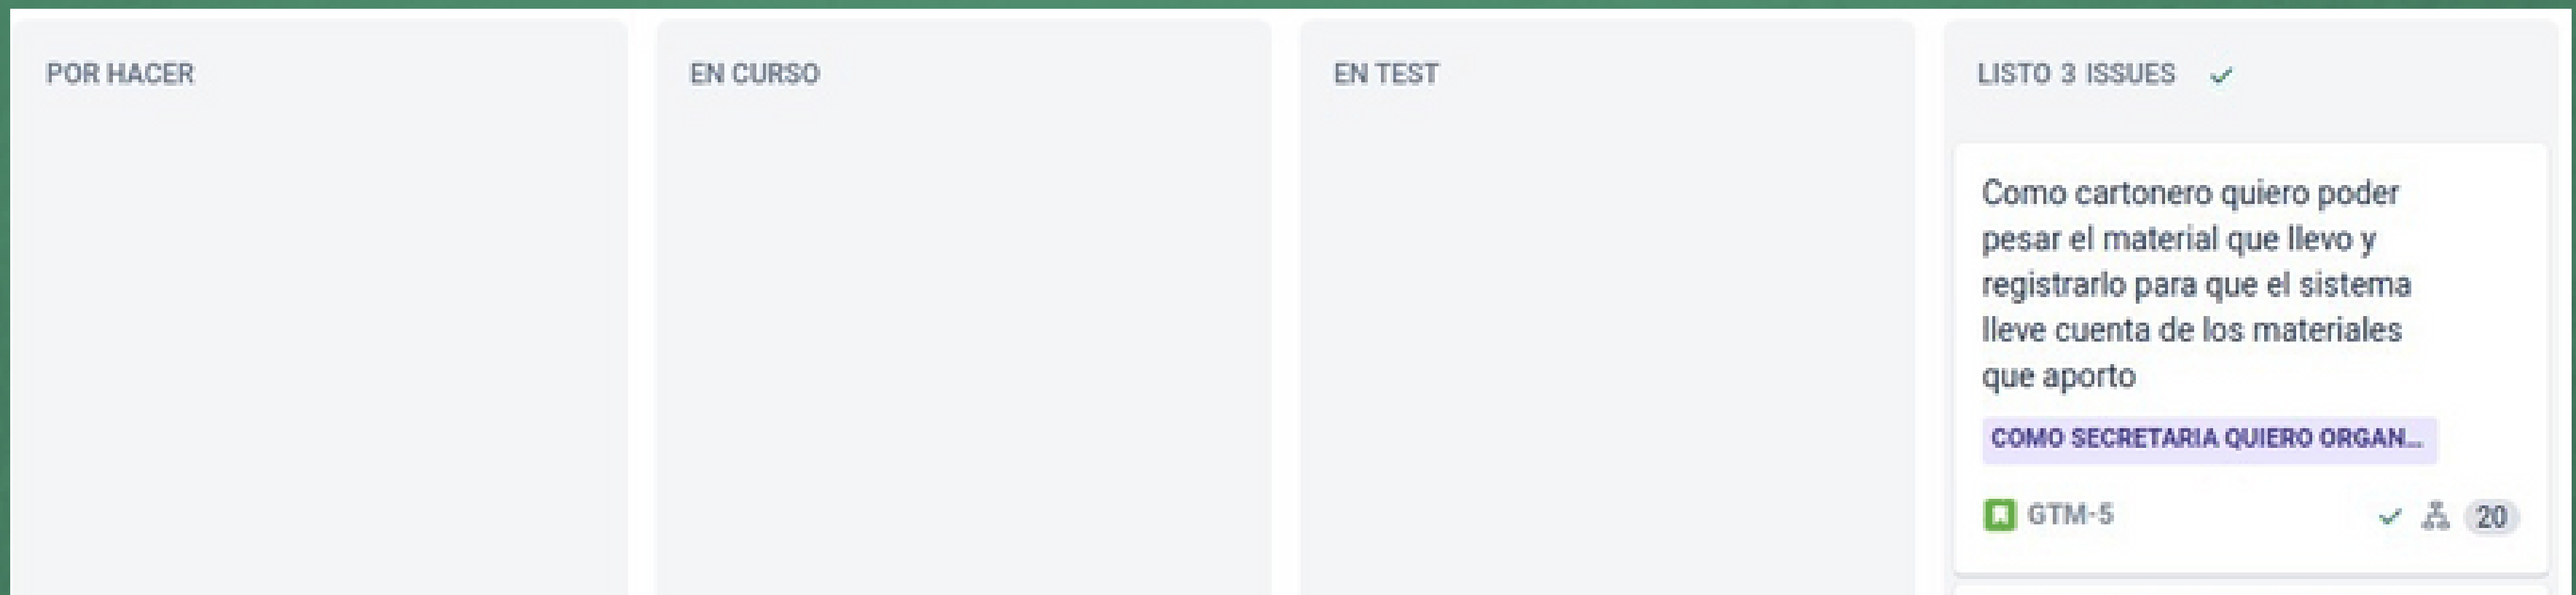 POR HACER
EN CURSO
EN TEST
LISTO 3 ISSUES
Como cartonero quiero poder
pesar el material que llevo y
registrarlo para que el sistema
lleve cuenta de los materiales
que aporto
COMO SECRETARIA QUIERO ORGAN...
GTM-5
20